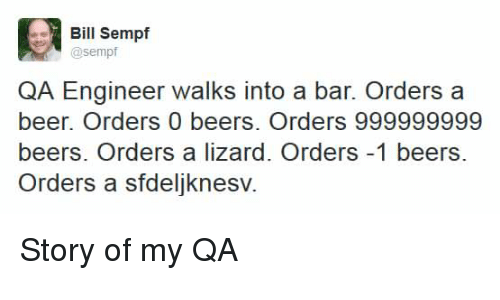 Bill Sempf
@sempf
QA Engineer walks into a bar. Orders a
beer. Orders 0 beers. Orders 999999999
beers. Orders a lizard. Orders -1 beers.
Orders a sfdeljknesv.
Story of my QA